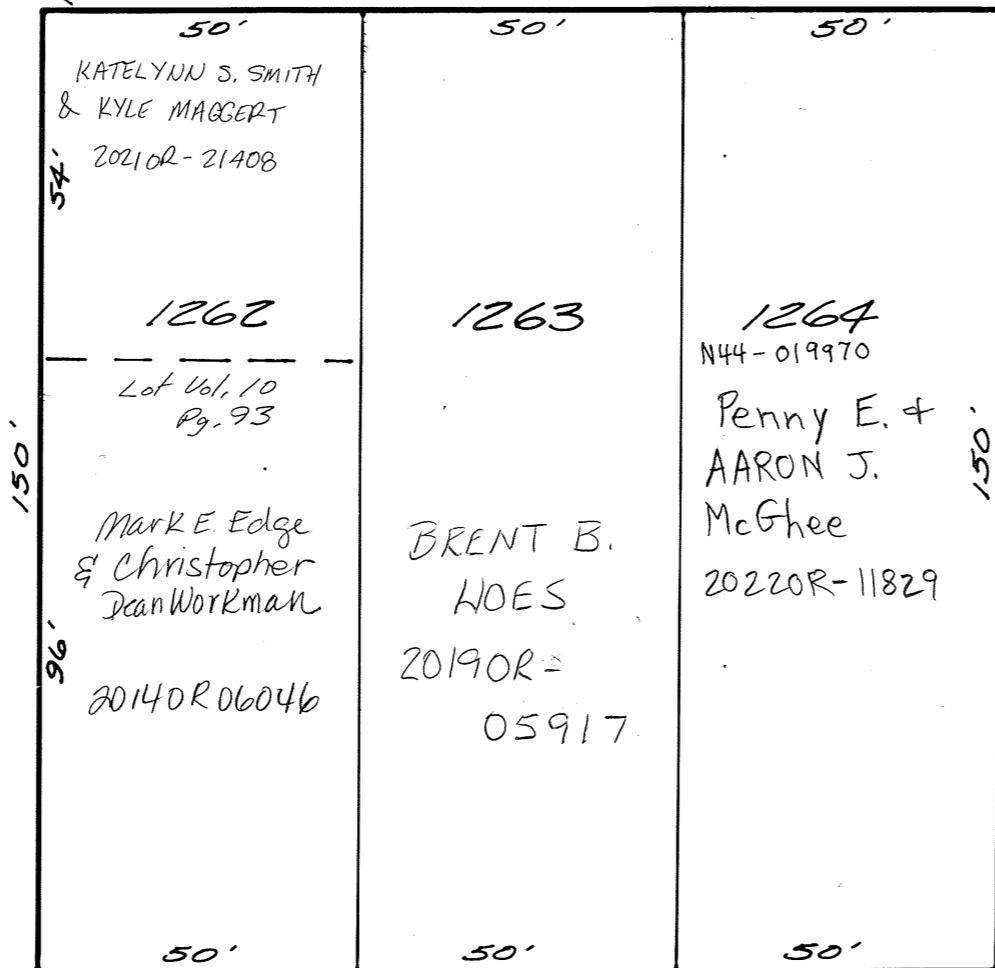 50'
KATELYNN S. SMITH
& KYLE MAGGERT
2021OR-21408
54'
1262
Lot Vol, 10
Pg. 93
150'
Mark E. Edge
& Christopher
Dean Workman
96'
2014OR06046
50'
50'
1263
BRENT B.
2019OR-
05917
50'
50'
1264
N44-019970
Penny E. &
AARON J.
McGhee
2022OR-11829
150'
50'